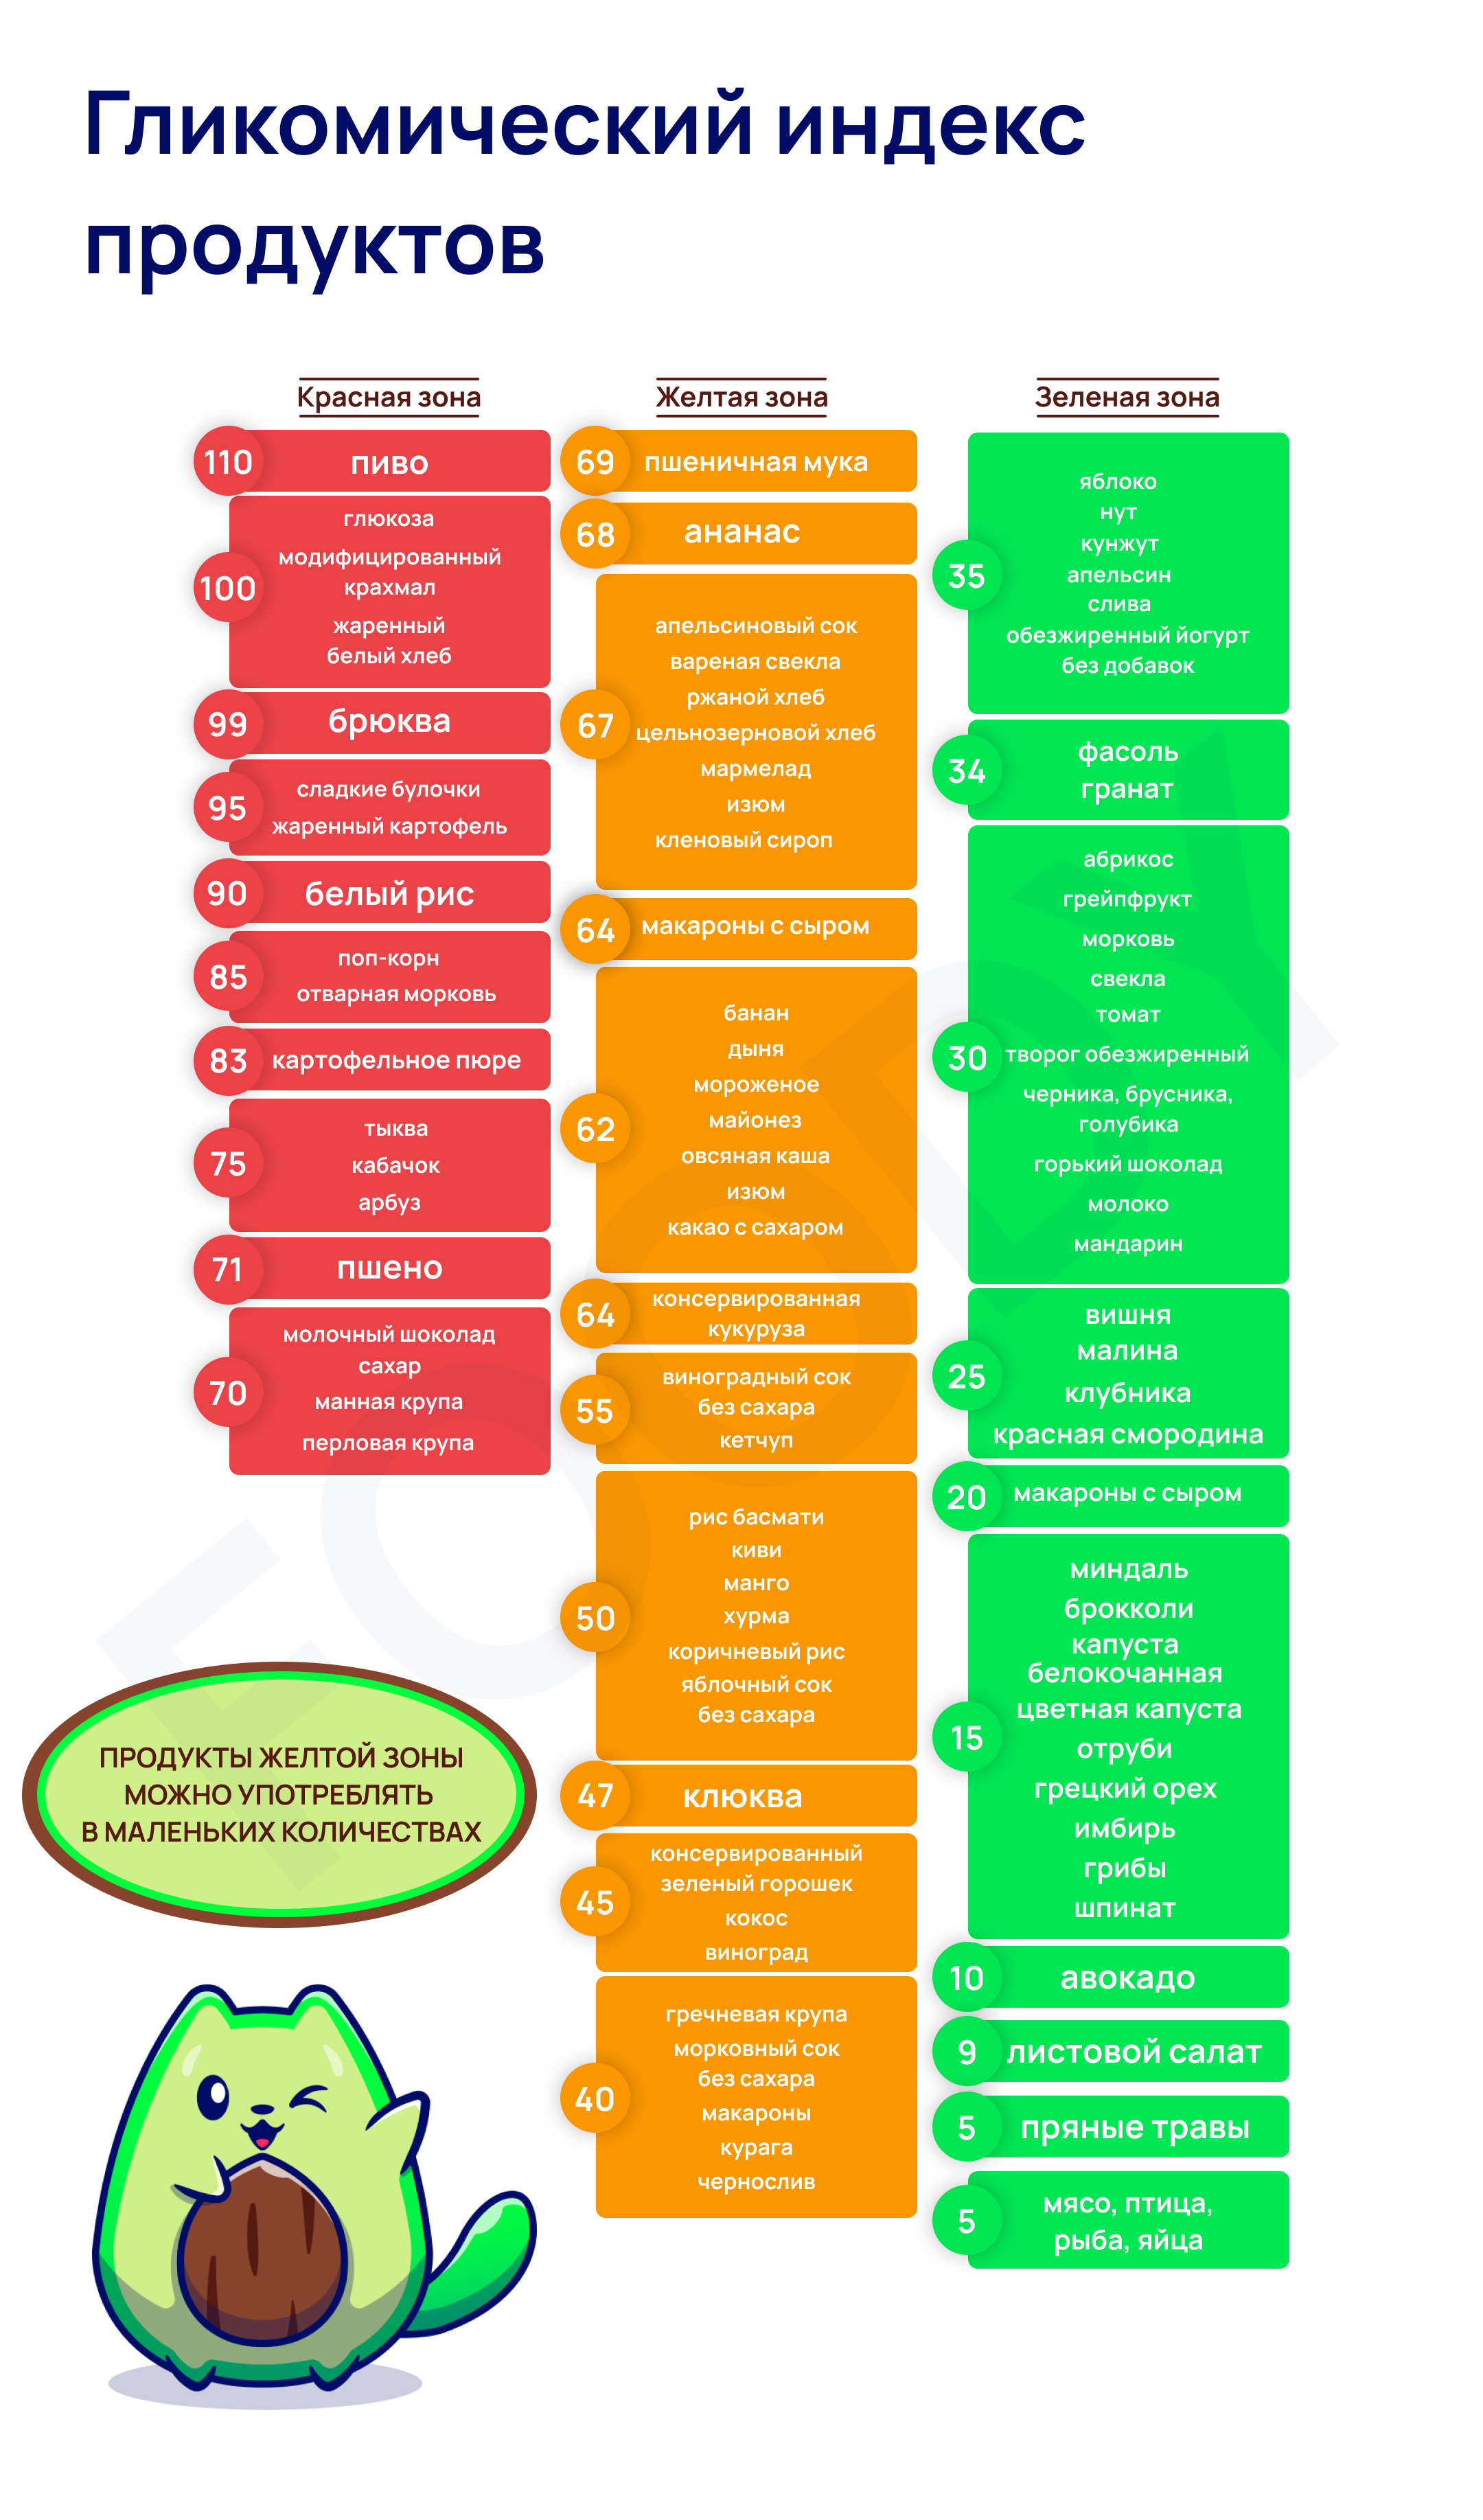 Гликомический индекс
продуктов
Красная зона
110
пиво
100
глюкоза
модифицированный
крахмал
жаренный
белый хлеб
99
брюква
95
сладкие булочки
жаренный картофель
90
белый рис
85
поп-корн
отварная морковь
83
картофельное пюре
75
тыква
кабачок
арбуз
71
пшено
70
молочный шоколад
сахар
манная крупа
перловая крупа
Желтая зона
69
пшеничная мука
68
ананас
67
апельсиновый сок
вареная свекла
ржаной хлеб
цельнозерновой хлеб
мармелад
изюм
кленовый сироп
64
макароны с сыром
62
банан
дыня
мороженое
майонез
овсяная каша
изюм
какао с сахаром
64
консервированная
кукуруза
55
виноградный сок
без сахара
кетчуп
50
рис басмати
киви
манго
хурма
коричневый рис
яблочный сок
без сахара
47
клюква
45
консервированный
зеленый горошек
кокос
виноград
40
гречневая крупа
морковный сок
без сахара
макароны
курага
чернослив
Зеленая зона
35
яблоко
нут
кунжут
апельсин
слива
обезжиренный йогурт
без добавок
34
фасоль
гранат
30
абрикос
грейпфрукт
морковь
свекла
томат
творог обезжиренный
черника, брусника,
голубика
горький шоколад
молоко
мандарин
25
вишня
малина
клубника
красная смородина
20
макароны с сыром
15
миндаль
брокколи
капуста
белокочанная
цветная капуста
отруби
грецкий орех
имбирь
грибы
шпинат
10
авокадо
9
листовой салат
5
пряные травы
5
мясо, птица,
рыба, яйца
ПРОДУКТЫ ЖЕЛТОЙ ЗОНЫ
МОЖНО УПОТРЕБЛЯТЬ
В МАЛЕНЬКИХ КОЛИЧЕСТВАХ